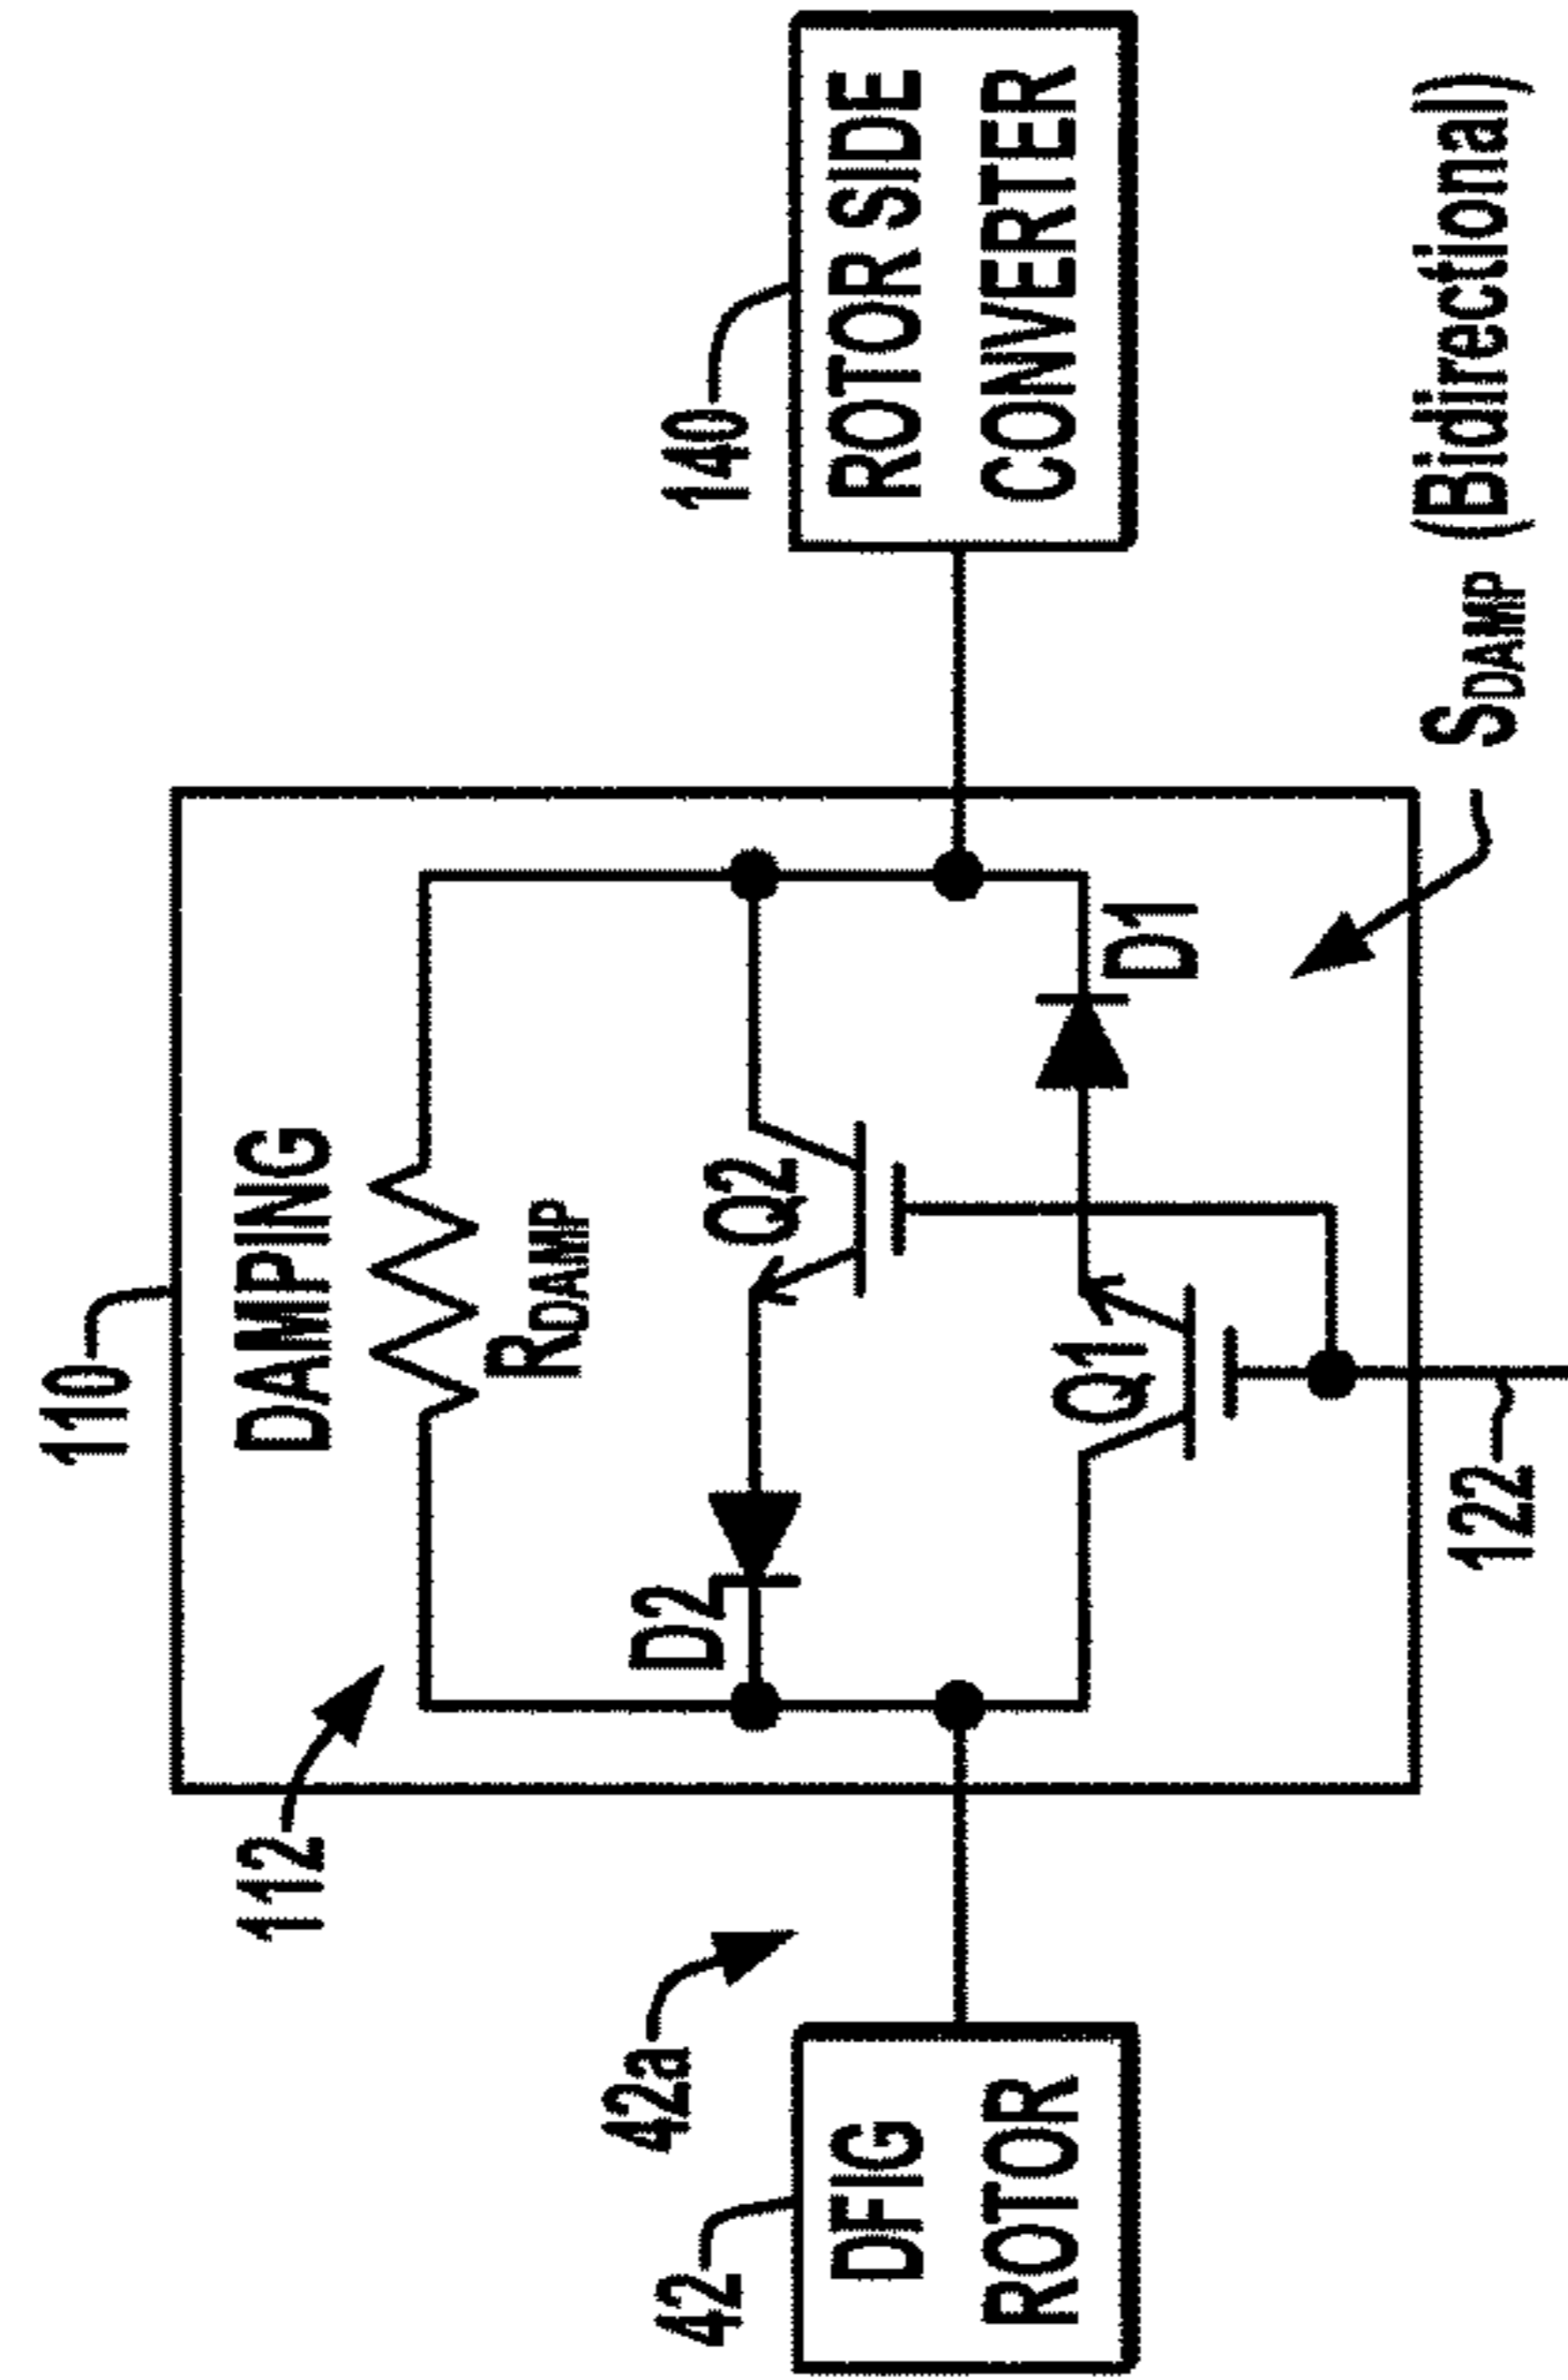 110
DAMPING
112
RDAMP
42a
D2
Q2
140
42
DFIG
ROTOR
ROTOR SIDE
CONVERTER
Q1
D1
122
SDAMP (Bidirectional)